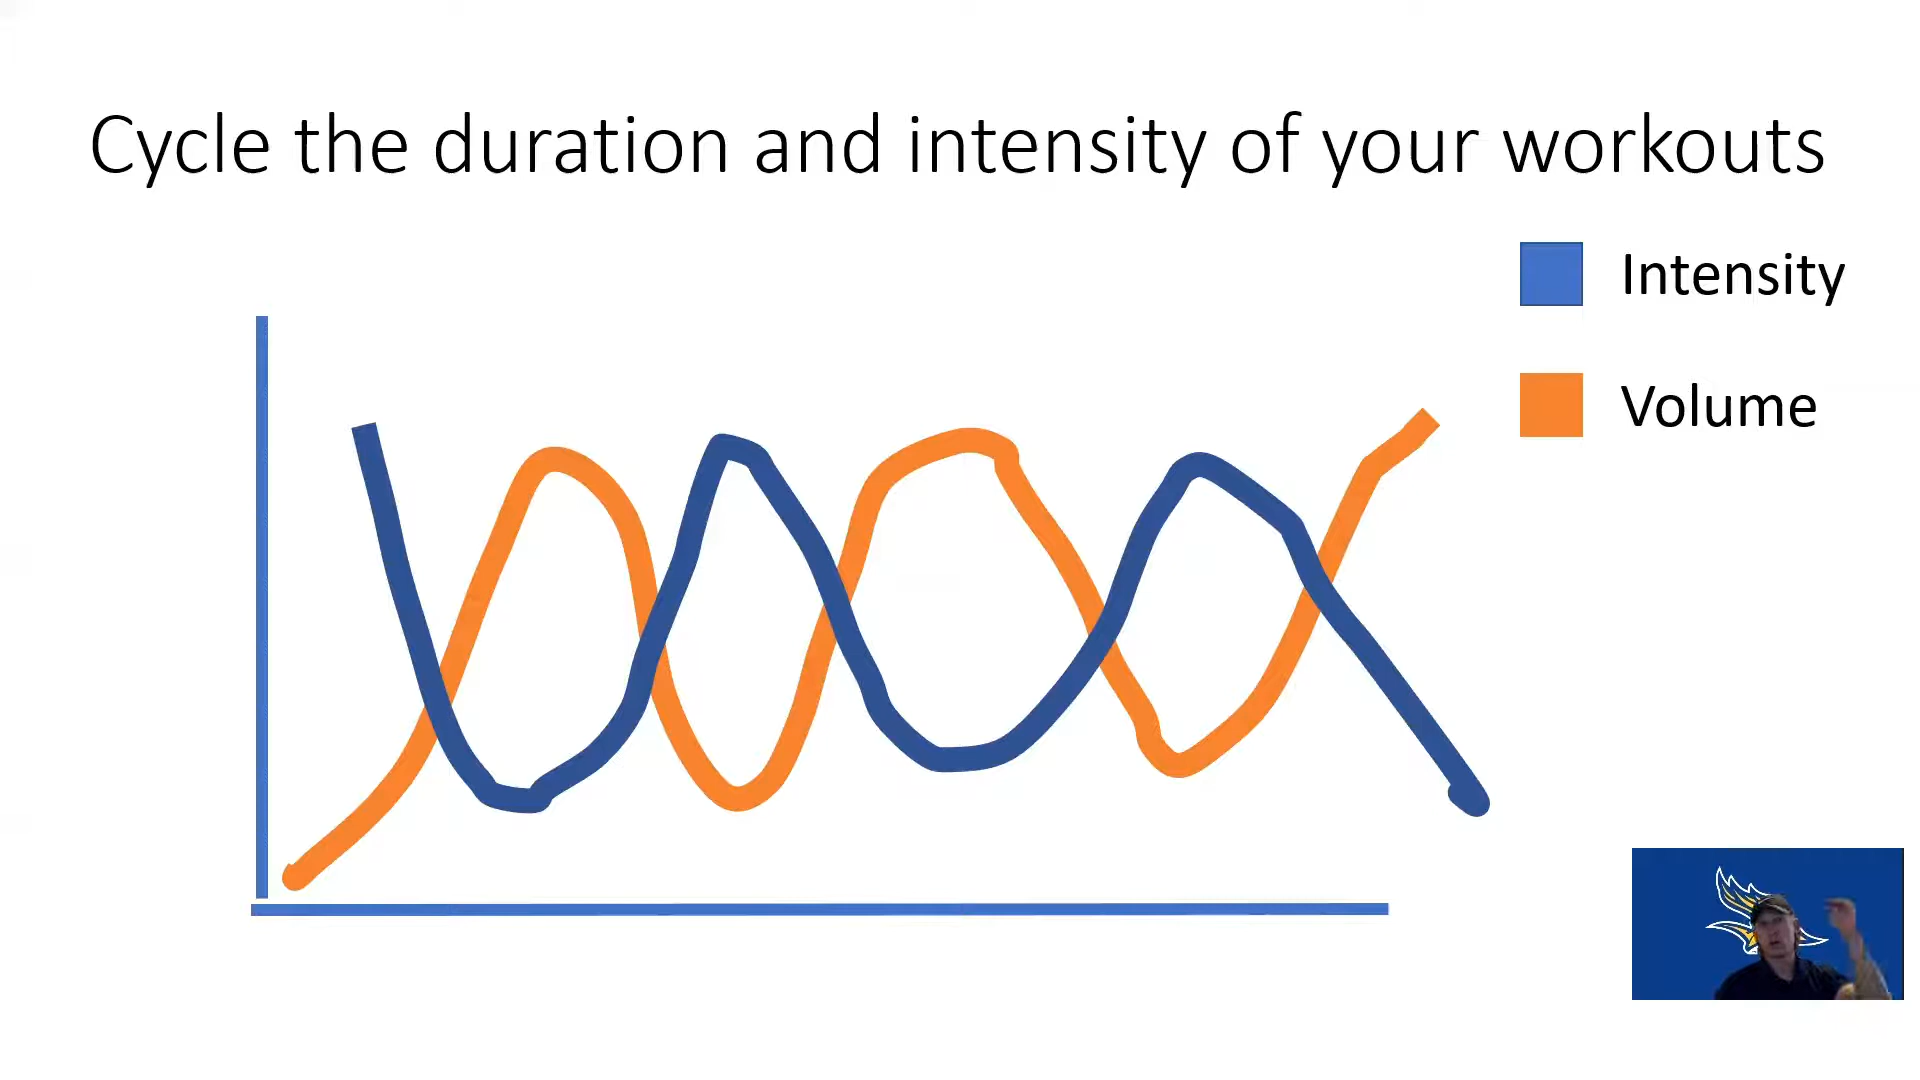 Cycle the duration and intensity of your workouts
Intensity
Volume